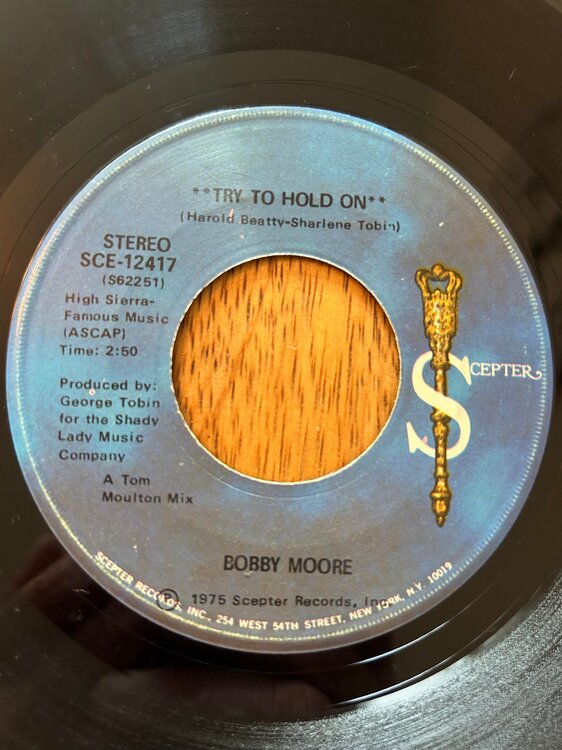 **TRY TO HOLD ON**
(Harold Beatty-Sharlene Tobin)
STEREO
SCE-12417
(S62251)
High Sierra-
Famous Music
(ASCAP)
Time: 2:50
Produced by:
George Tobin
for the Shady
Lady Music
Company
A Tom
Moulton Mix
SCEPTER
BOBBY MOORE
℗ 1975 Scepter Records, Inc.
SCEPTER RECORDS, INC., 254 WEST 54TH STREET, NEW YORK, N.Y. 10019